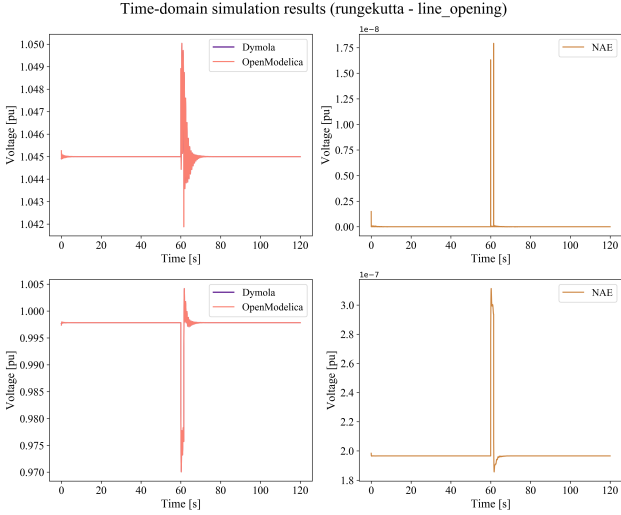 Time-domain simulation results (rungekutta - line_opening)
Voltage [pu]
1.050
1.049
1.048
1.047
1.046
1.045
1.044
1.043
1.042
Dymola
OpenModelica
0 20 40 60 80 100 120
Time [s]
1e−8
Voltage [pu]
1.75
1.50
1.25
1.00
0.75
0.50
0.25
0.00
NAE
0 20 40 60 80 100 120
Time [s]
Voltage [pu]
1.005
1.000
0.995
0.990
0.985
0.980
0.975
0.970
Dymola
OpenModelica
0 20 40 60 80 100 120
Time [s]
1e−7
Voltage [pu]
3.0
2.8
2.6
2.4
2.2
2.0
1.8
NAE
0 20 40 60 80 100 120
Time [s]